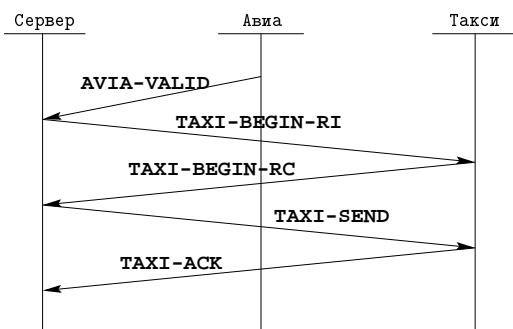 Сервер Авиа Такси
AVIA-VALID
TAXI-BEGIN-RI
TAXI-BEGIN-RC
TAXI-SEND
TAXI-ACK